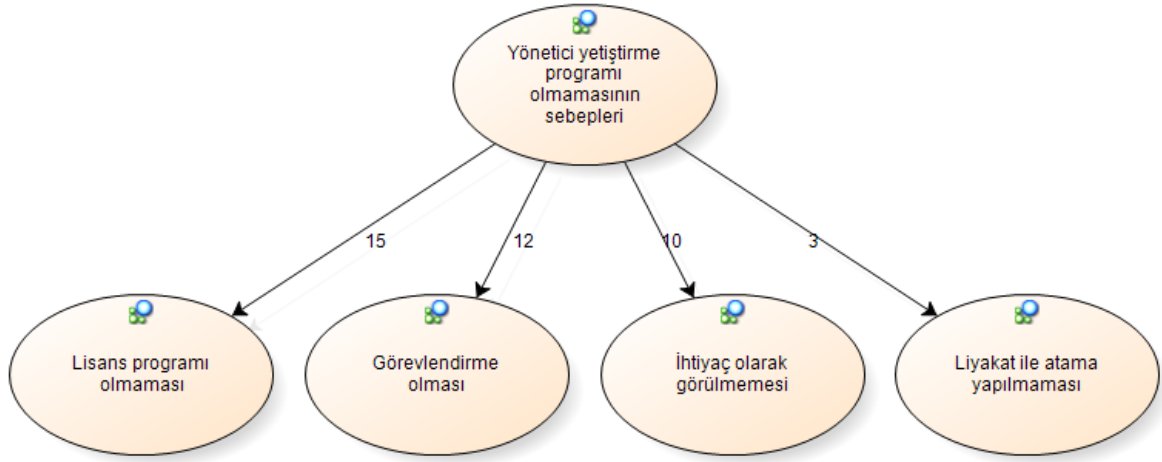 Yönetici yetiştirme
programı
olmamasının
sebepleri
15
12
10
3
Lisans programı
olmaması
Görevlendirme
olması
İhtiyaç olarak
görülmemesi
Liyakat ile atama
yapılmaması